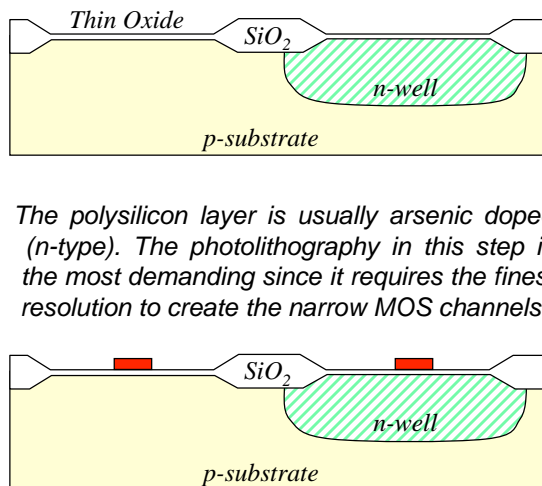 Thin Oxide
SiO2
n-well
p-substrate
The polysilicon layer is usually arsenic dope
(n-type). The photolithography in this step i
the most demanding since it requires the fines
resolution to create the narrow MOS channels
SiO2
n-well
p-substrate